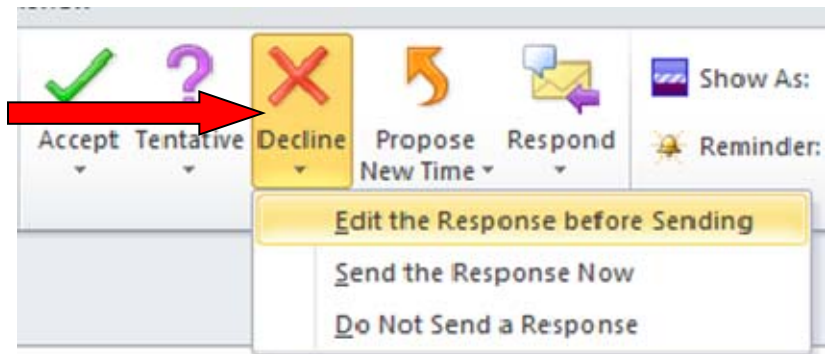 Accept Tentative Decline Propose New Time Respond
Show As:
Reminder:
Edit the Response before Sending
Send the Response Now
Do Not Send a Response